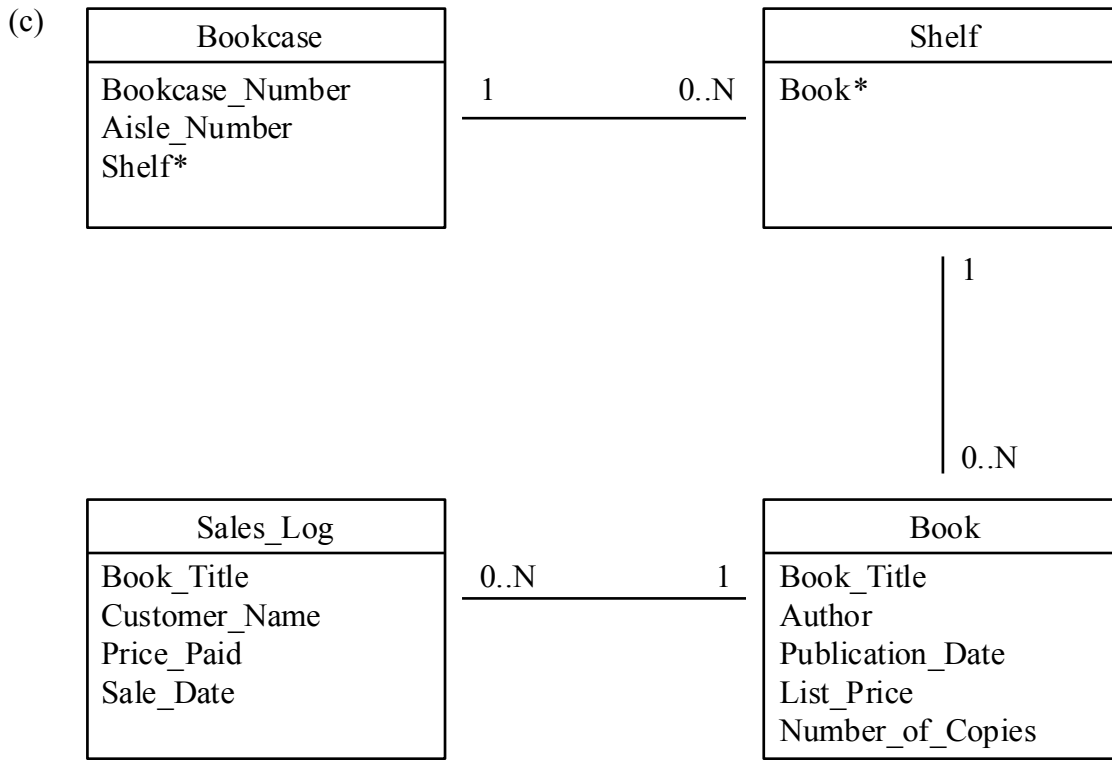 (c)
Bookcase
Bookcase_Number
Aisle_Number
Shelf*
1
0..N
Shelf
Book*
1
0..N
Sales_Log
Book_Title
Customer_Name
Price_Paid
Sale_Date
0..N
1
Book
Book_Title
Author
Publication_Date
List_Price
Number_of_Copies